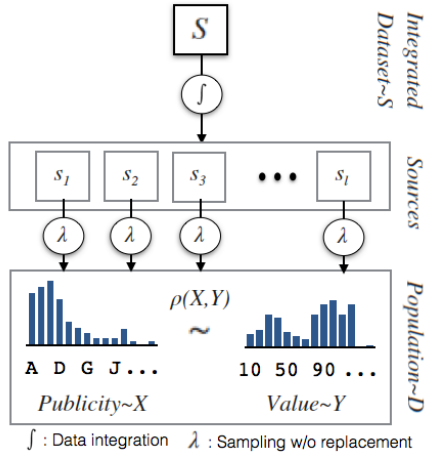 S
Integrated
Dataset~S
∫
s1 s2 s3 ••• sl
Sources
λ λ λ λ
ρ(X,Y)
~
A D G J...
10 50 90 ...
Publicity~X
Value~Y
Population~D
∫ : Data integration λ : Sampling w/o replacement